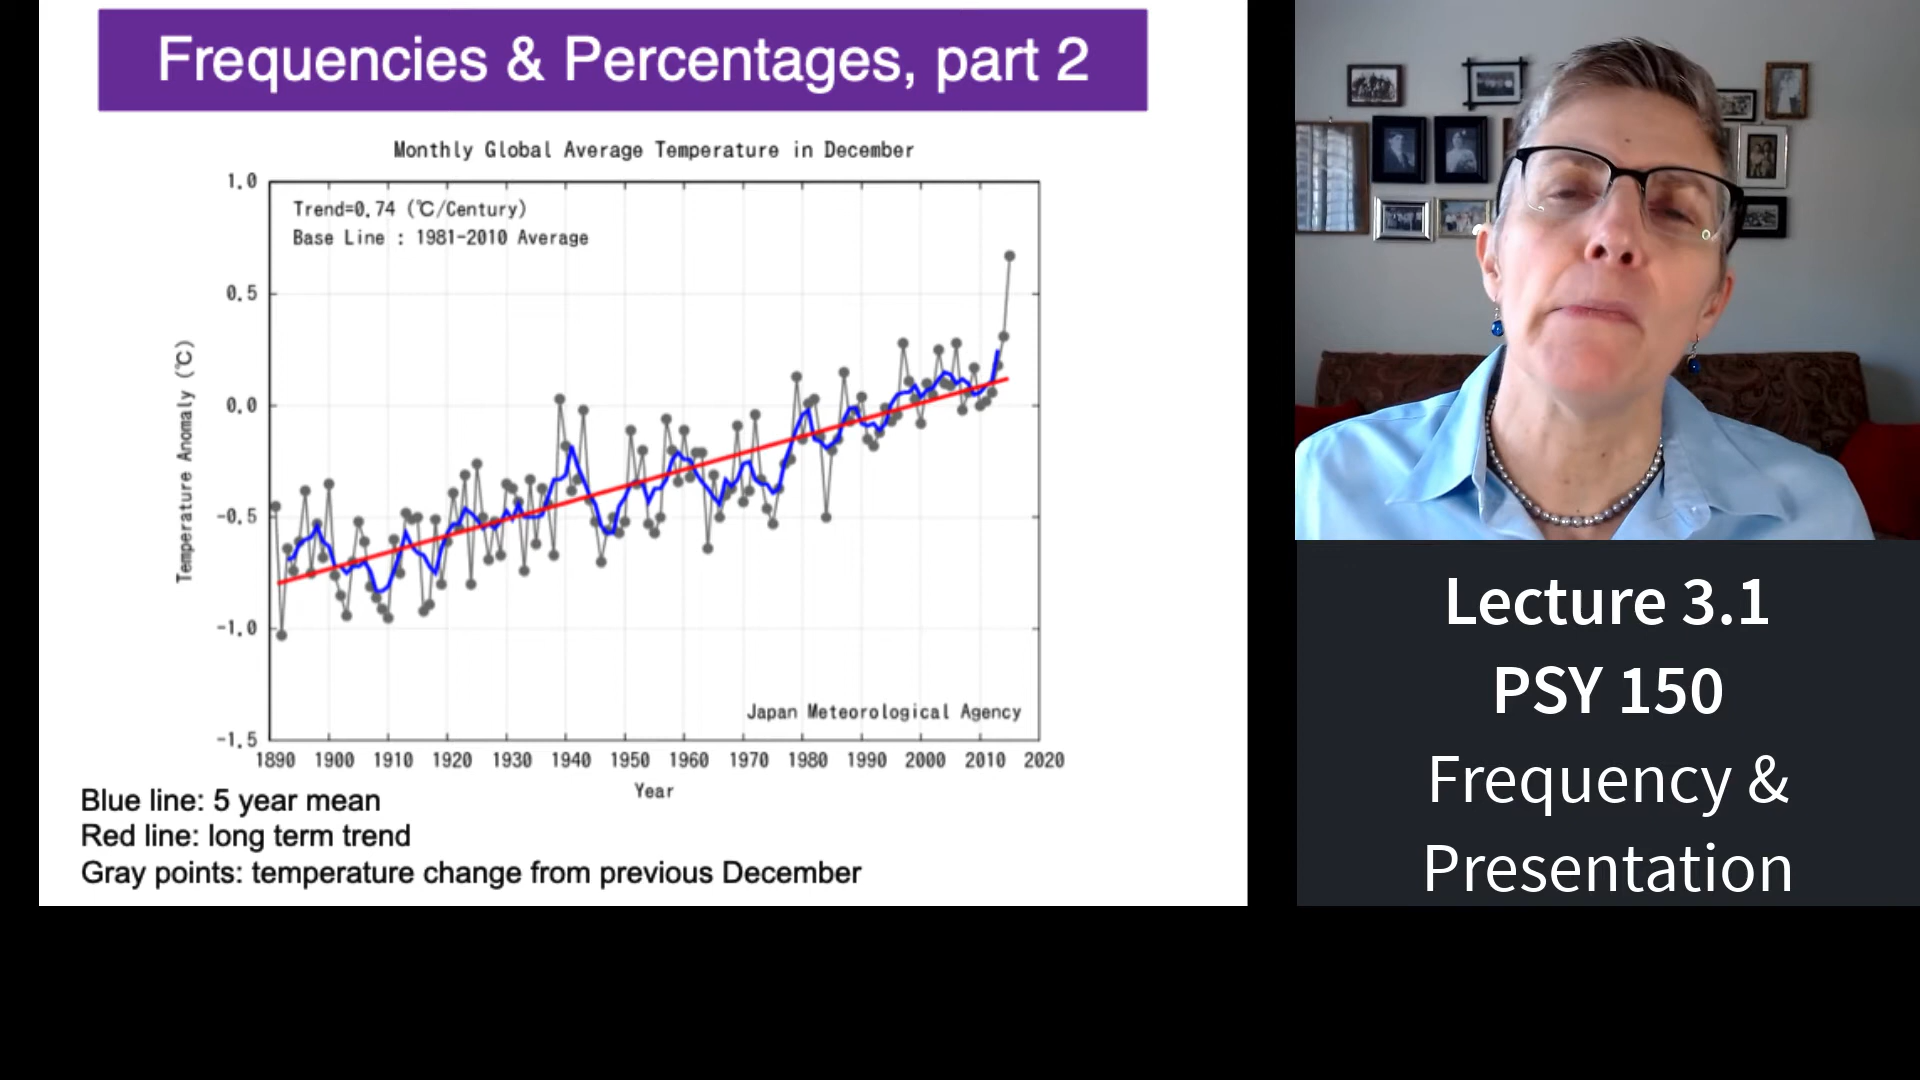 Frequencies & Percentages, part 2
Monthly Global Average Temperature in December
Trend=0.74 (℃/Century)
Base Line : 1981-2010 Average
Temperature Anomaly (℃)
1.0
0.5
0.0
-0.5
-1.0
-1.5
Japan Meteorological Agency
1890 1900 1910 1920 1930 1940 1950 1960 1970 1980 1990 2000 2010 2020
Year
Blue line: 5 year mean
Red line: long term trend
Gray points: temperature change from previous December
Lecture 3.1
PSY 150
Frequency &
Presentation